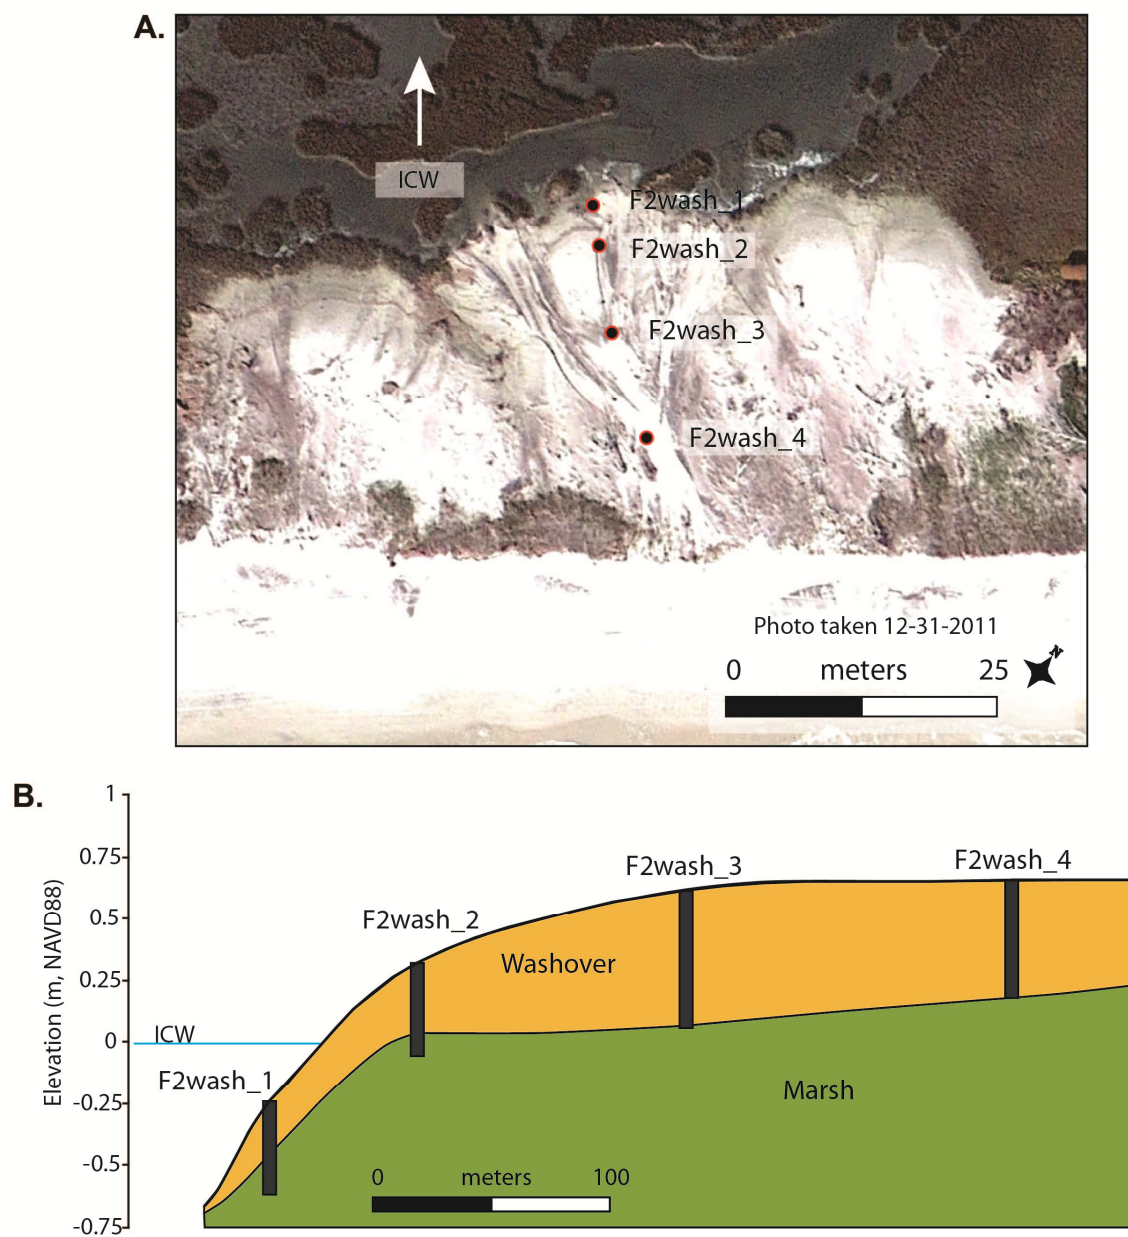 A.
ICW
F2wash_1
F2wash_2
F2wash_3
F2wash_4
Photo taken 12-31-2011
0 meters 25
N
B.
Elevation (m, NAVD88)
1
0.75
0.5
0.25
0
-0.25
-0.5
-0.75
ICW
F2wash_1
F2wash_2
F2wash_3
F2wash_4
Washover
Marsh
0 meters 100